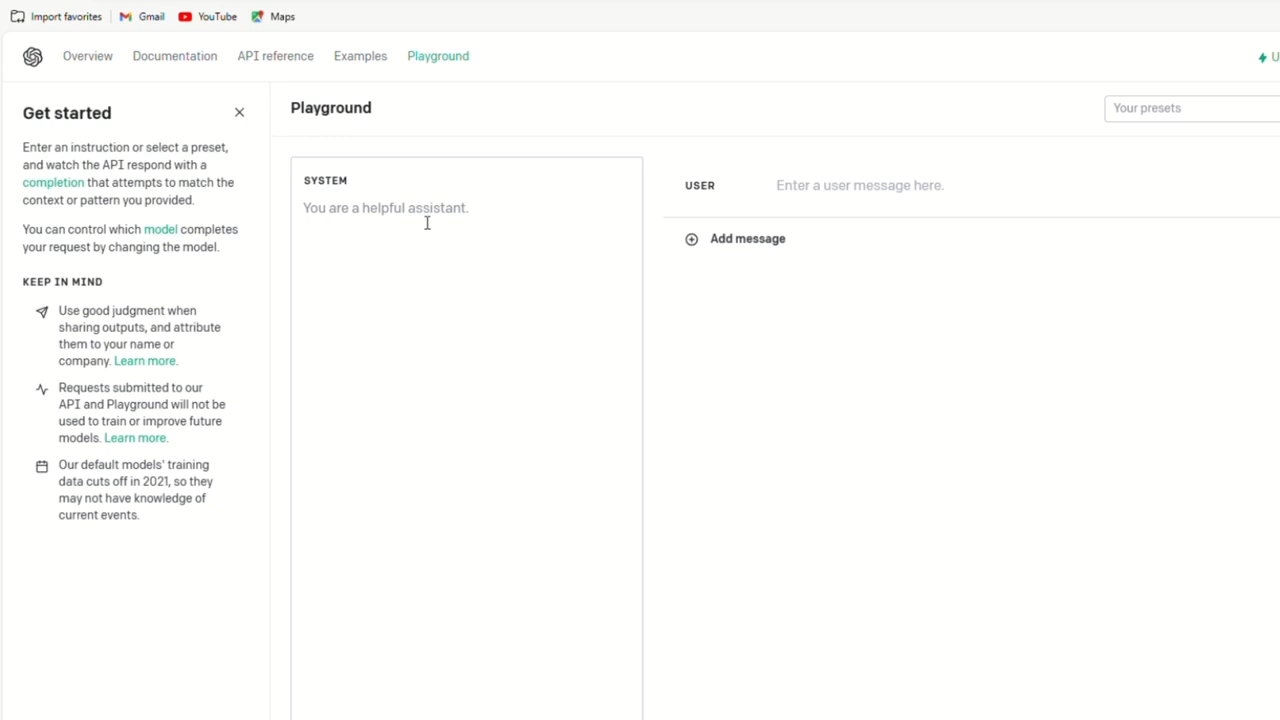 Import favorites Gmail YouTube Maps
Overview Documentation API reference Examples Playground U
Get started
Enter an instruction or select a preset,
and watch the API respond with a
completion that attempts to match the
context or pattern you provided.
You can control which model completes
your request by changing the model.
KEEP IN MIND
Use good judgment when
sharing outputs, and attribute
them to your name or
company. Learn more.
Requests submitted to our
API and Playground will not be
used to train or improve future
models. Learn more.
Our default models' training
data cuts off in 2021, so they
may not have knowledge of
current events.
Playground
Your presets
SYSTEM
You are a helpful assistant.
USER Enter a user message here.
Add message